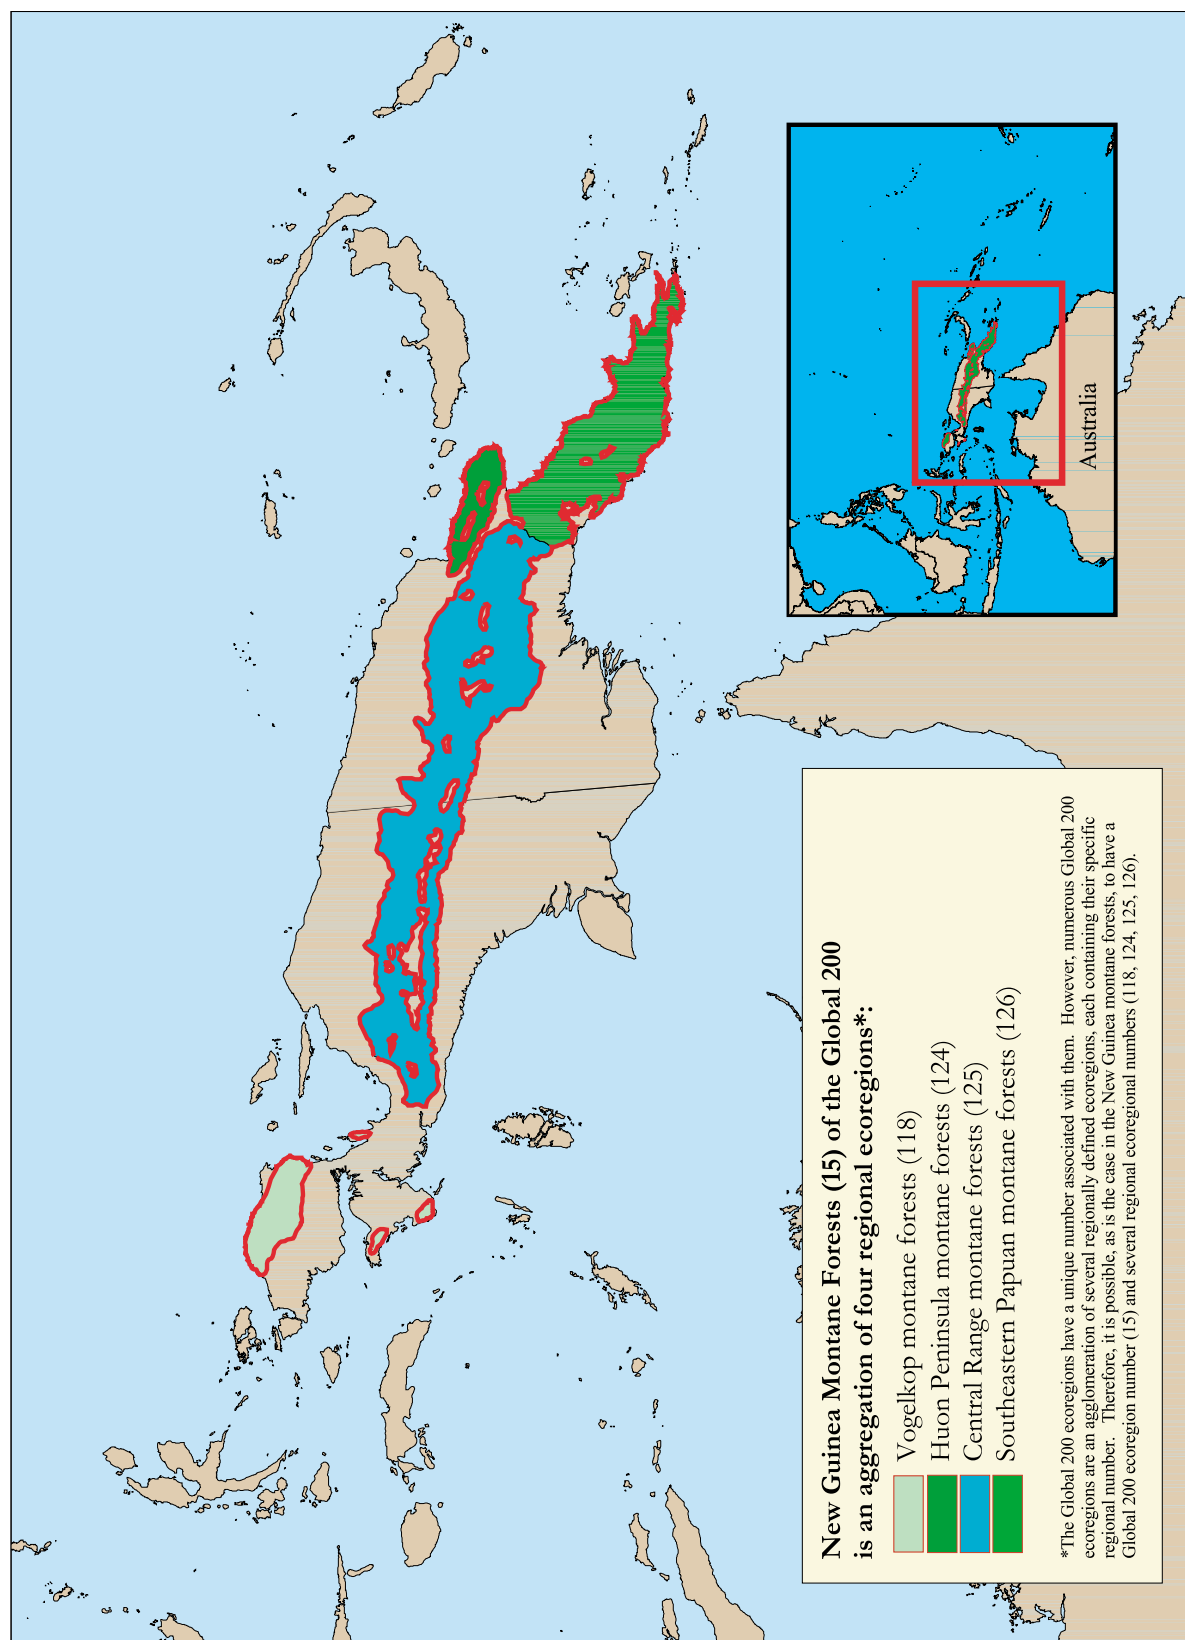 New Guinea Montane Forests (15) of the Global 200
is an aggregation of four regional ecoregions*:
Vogelkop montane forests (118)
Huon Peninsula montane forests (124)
Central Range montane forests (125)
Southeastern Papuan montane forests (126)
*The Global 200 ecoregions have a unique number associated with them. However, numerous Global 200
ecoregions are an agglomeration of several regionally defined ecoregions, each containing their specific
regional number. Therefore, it is possible, as is the case in the New Guinea montane forests, to have a
Global 200 ecoregion number (15) and several regional ecoregional numbers (118, 124, 125, 126).
Australia